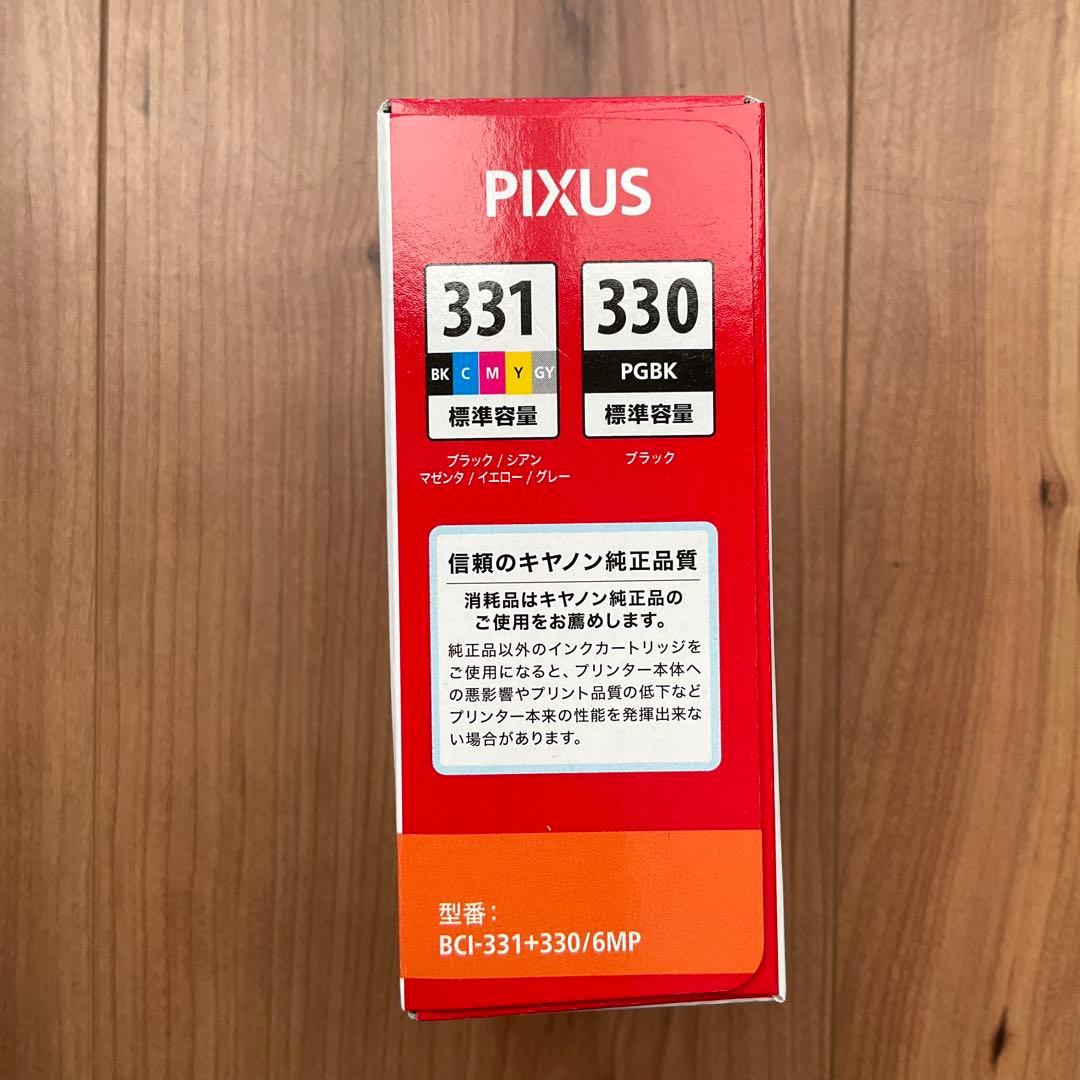 PIXUS
331
BK C M Y GY
標準容量
ブラック / シアン
マゼンタ / イエロー / グレー
330
PGBK
標準容量
ブラック
信頼のキヤノン純正品質
消耗品はキヤノン純正品の
ご使用をお薦めします。
純正品以外のインクカートリッジを
ご使用になると、プリンター本体へ
の悪影響やプリント品質の低下など
プリンター本来の性能を発揮出来な
い場合があります。
型番：
BCI-331+330/6MP